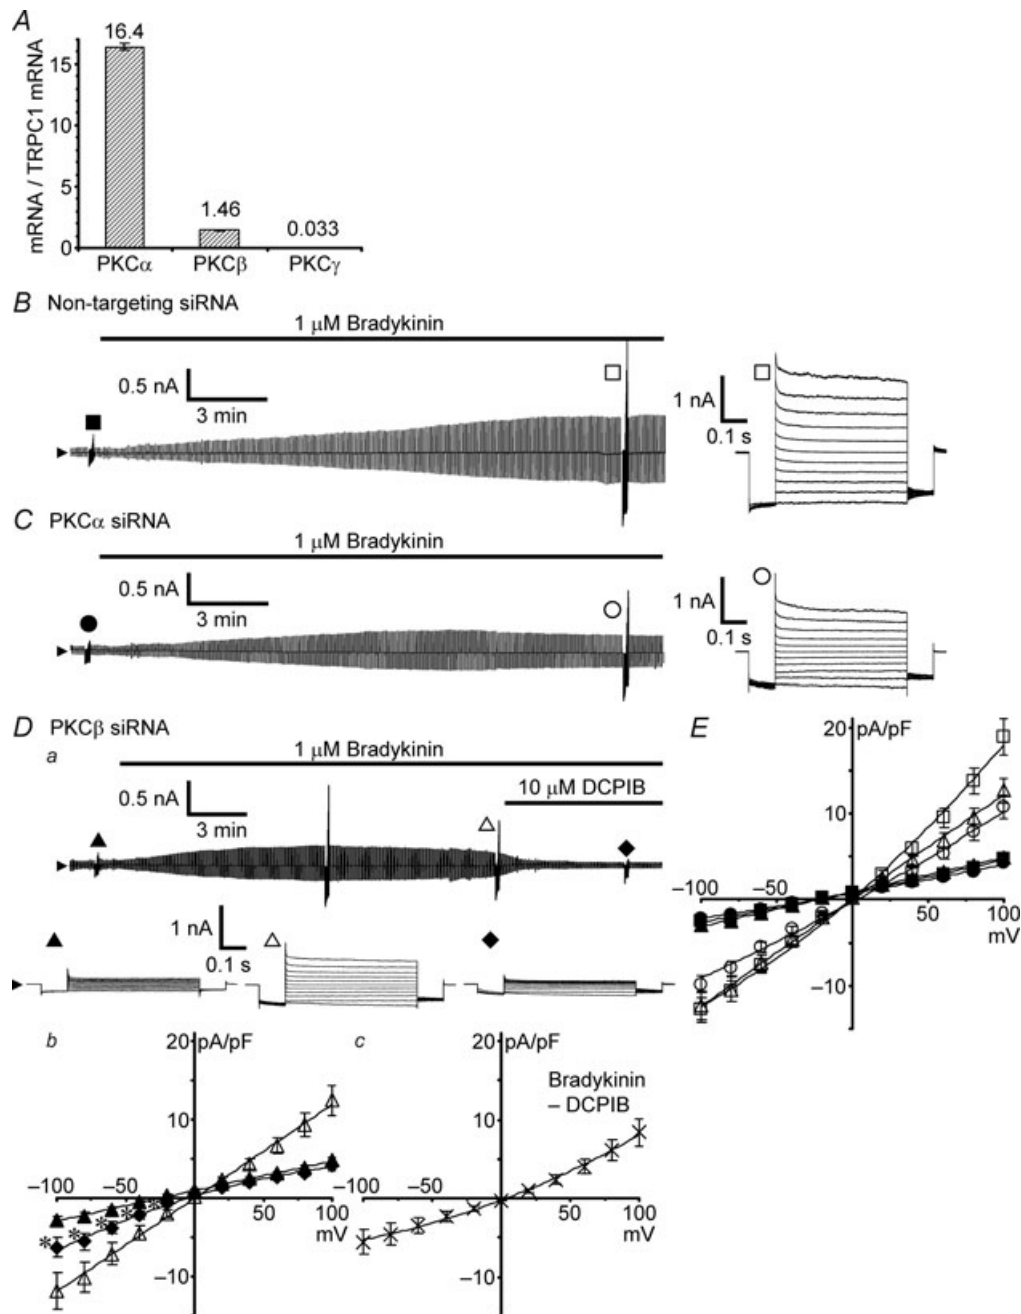 A
mRNA / TRPC1 mRNA
15
10
5
0
16.4
1.46
0.033
PKCα
PKCβ
PKCγ
B Non-targeting siRNA
1 μM Bradykinin
0.5 nA
3 min
1 nA
0.1 s
C PKCα siRNA
1 μM Bradykinin
0.5 nA
3 min
1 nA
0.1 s
D PKCβ siRNA
a
1 μM Bradykinin
10 μM DCPIB
0.5 nA
3 min
1 nA
0.1 s
E
20
pA/pF
10
–100
–50
50
100
mV
–10
b
20
pA/pF
10
–100
–50
50
100
mV
–10
* * * * *
c
20
pA/pF
Bradykinin
– DCPIB
10
–100
–50
50
100
mV
–10